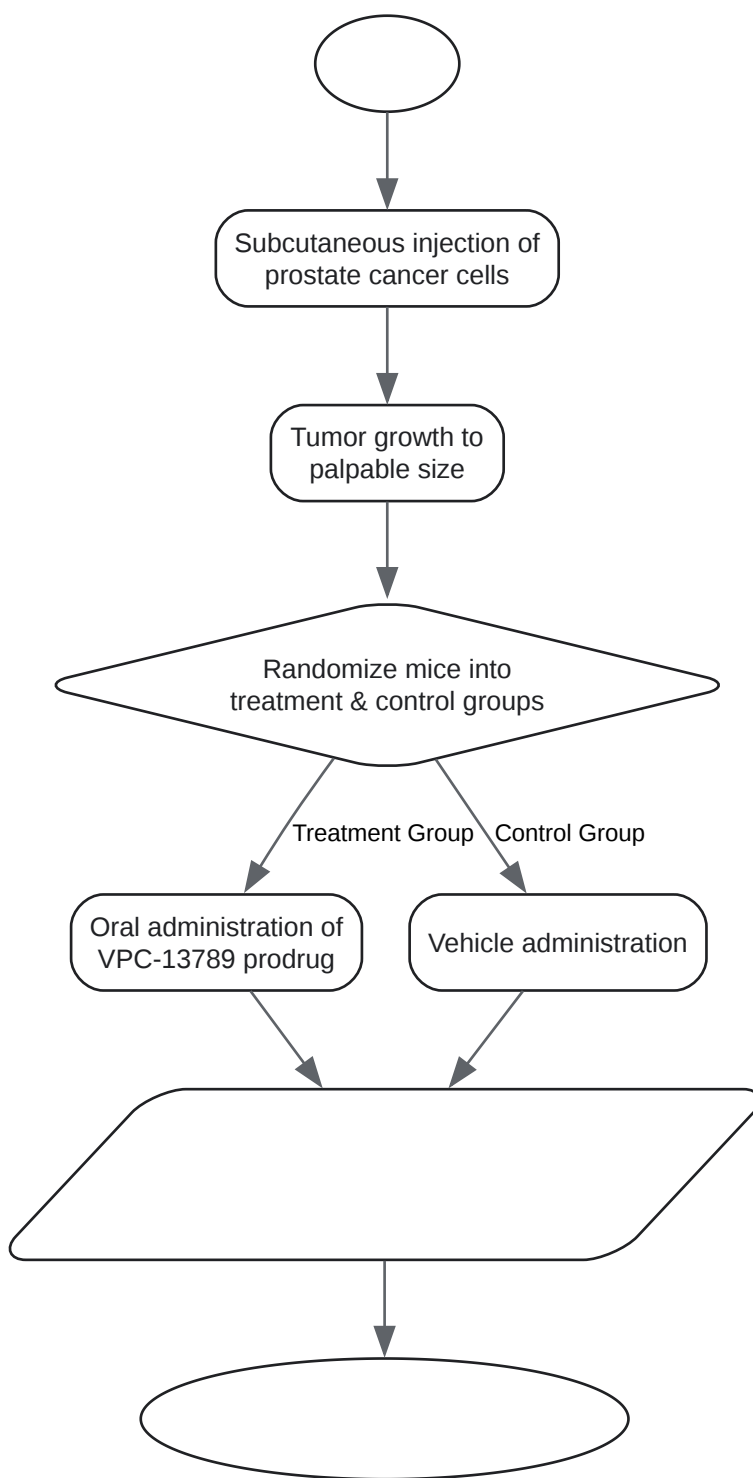 Subcutaneous injection of
prostate cancer cells
Tumor growth to
palpable size
Randomize mice into
treatment & control groups
Treatment Group
Control Group
Oral administration of
VPC-13789 prodrug
Vehicle administration